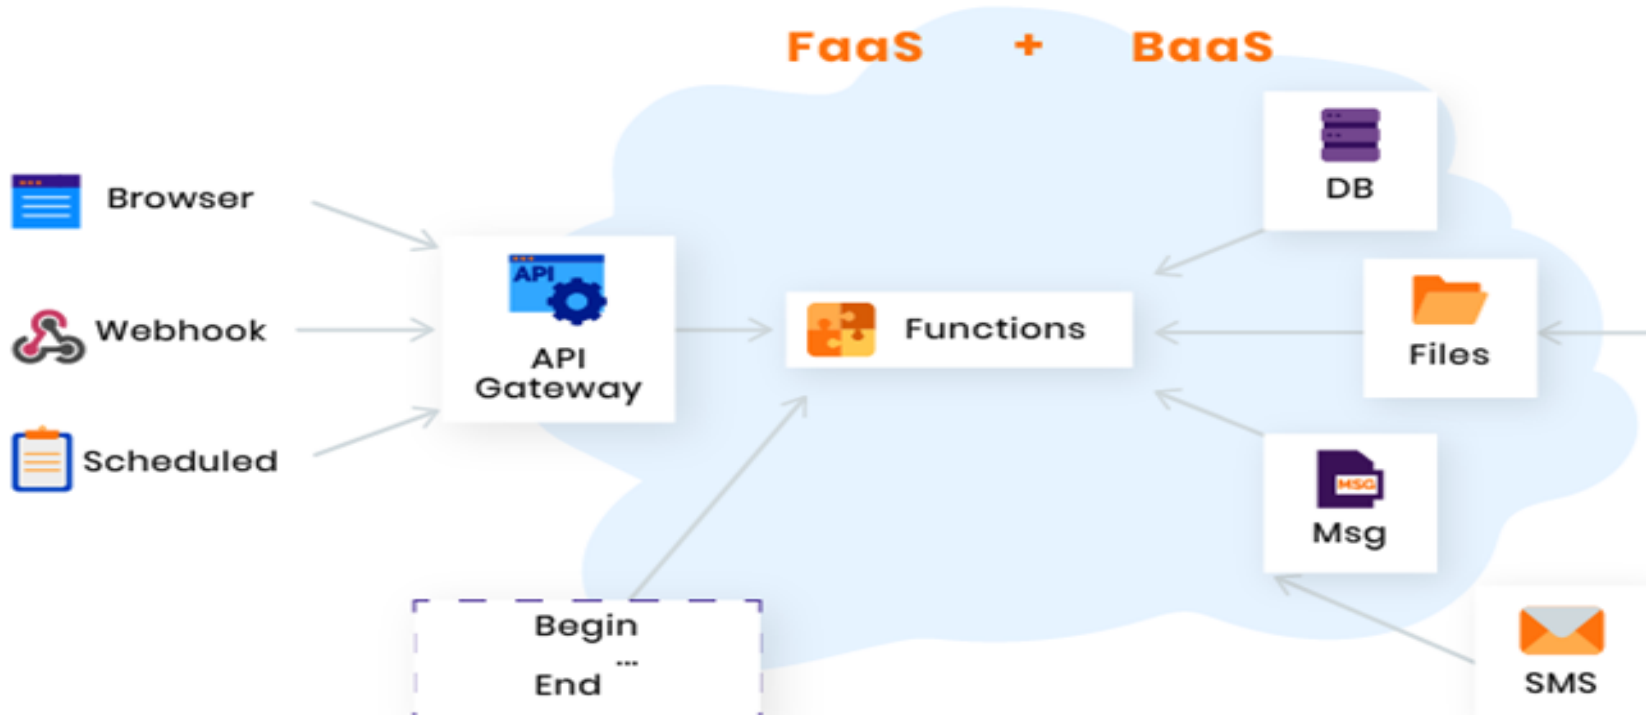 FaaS + BaaS
DB
Browser
API
API
Gateway
Webhook
Functions
Files
Scheduled
MSG
Msg
Begin
...
End
SMS